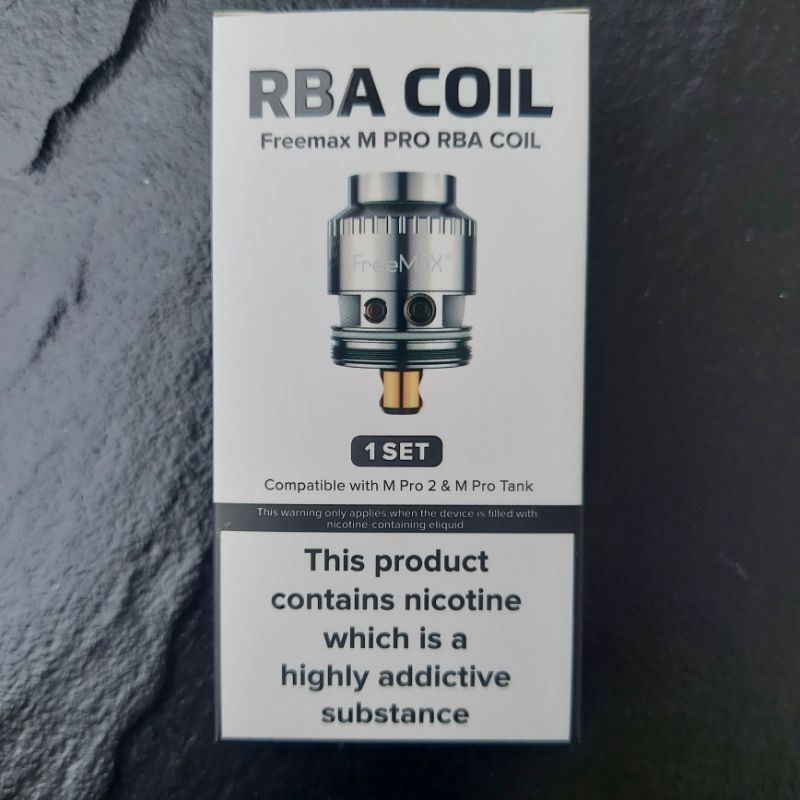 RBA COIL
Freemax M PRO RBA COIL
FreeMaX®
1 SET
Compatible with M Pro 2 & M Pro Tank
This warning only applies when the device is filled with
nicotine-containing eliquid.
This product
contains nicotine
which is a
highly addictive
substance